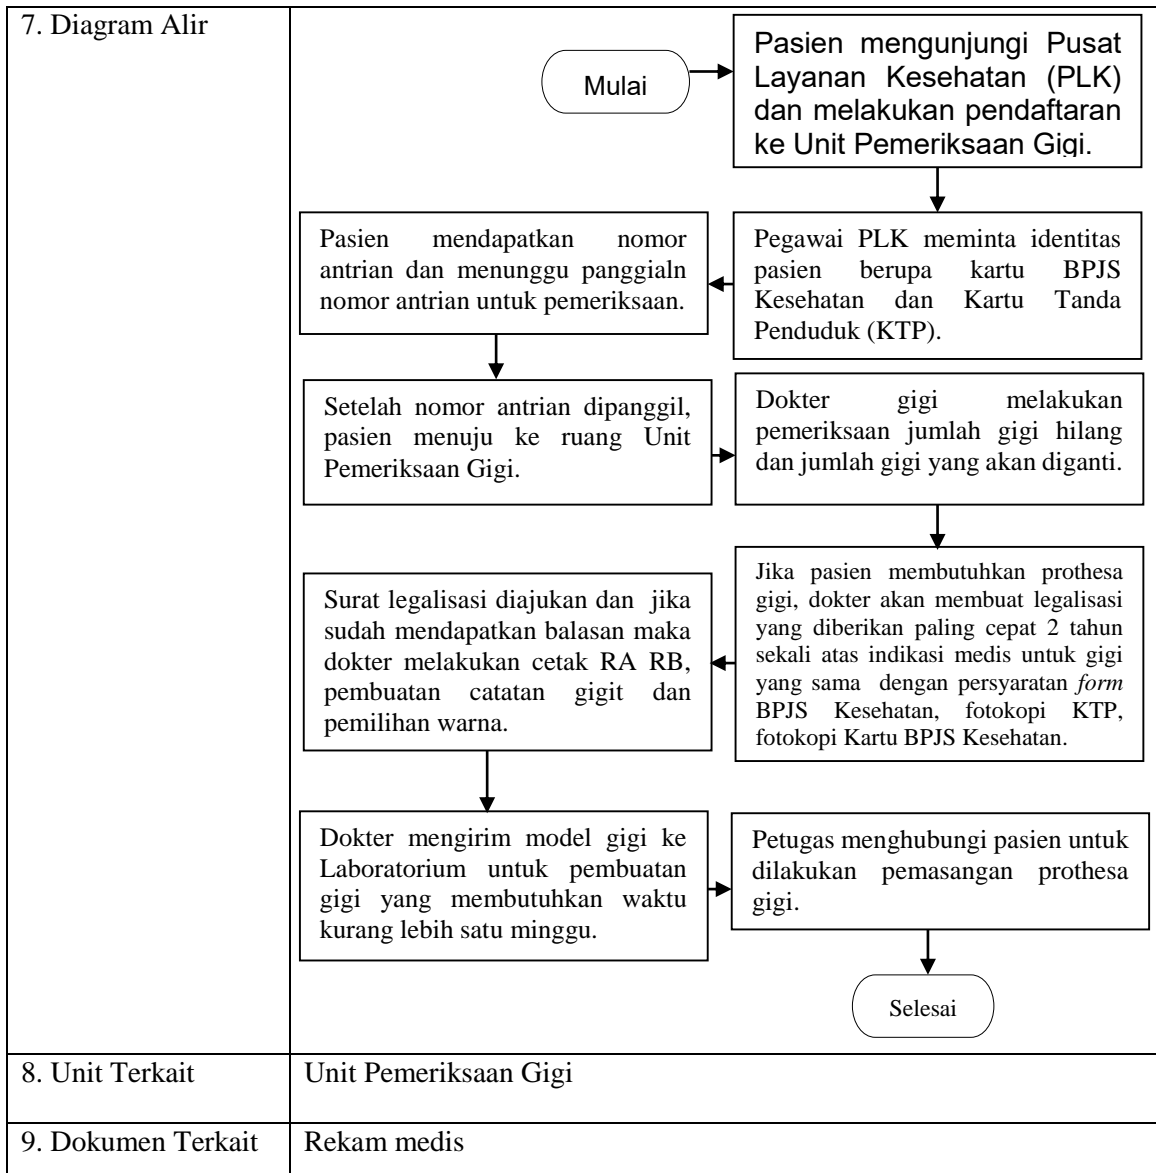 7. Diagram Alir
Mulai
Pasien mengunjungi Pusat
Layanan Kesehatan (PLK)
dan melakukan pendaftaran
ke Unit Pemeriksaan Gigi.
Pegawai PLK meminta identitas
pasien berupa kartu BPJS
Kesehatan dan Kartu Tanda
Penduduk (KTP).
Pasien mendapatkan nomor
antrian dan menunggu panggialn
nomor antrian untuk pemeriksaan.
Setelah nomor antrian dipanggil,
pasien menuju ke ruang Unit
Pemeriksaan Gigi.
Dokter gigi melakukan
pemeriksaan jumlah gigi hilang
dan jumlah gigi yang akan diganti.
Jika pasien membutuhkan prothesa
gigi, dokter akan membuat legalisasi
yang diberikan paling cepat 2 tahun
sekali atas indikasi medis untuk gigi
yang sama dengan persyaratan form
BPJS Kesehatan, fotokopi KTP,
fotokopi Kartu BPJS Kesehatan.
Surat legalisasi diajukan dan jika
sudah mendapatkan balasan maka
dokter melakukan cetak RA RB,
pembuatan catatan gigit dan
pemilihan warna.
Dokter mengirim model gigi ke
Laboratorium untuk pembuatan
gigi yang membutuhkan waktu
kurang lebih satu minggu.
Petugas menghubungi pasien untuk
dilakukan pemasangan prothesa
gigi.
Selesai
8. Unit Terkait
Unit Pemeriksaan Gigi
9. Dokumen Terkait
Rekam medis